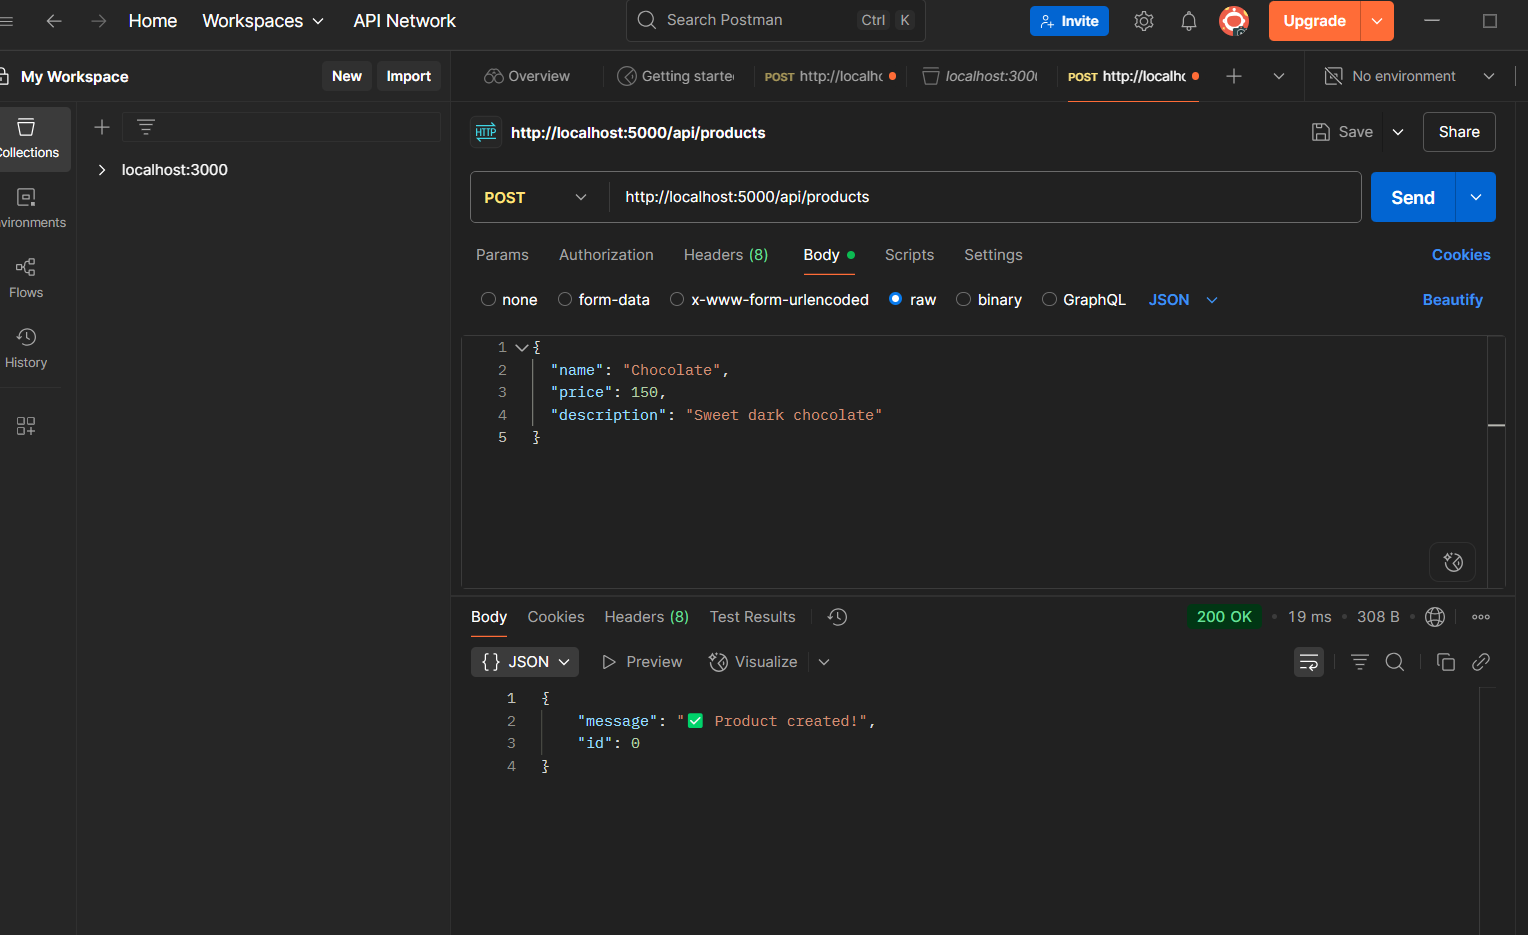 Home Workspaces API Network Search Postman Ctrl K Invite Upgrade
My Workspace New Import Overview Getting starte POST http://localhc localhost:300 POST http://localhc No environment
ollections
vironments
Flows
History
localhost:3000
HTTP http://localhost:5000/api/products Save Share
POST http://localhost:5000/api/products Send
Params Authorization Headers (8) Body Scripts Settings Cookies
none form-data x-www-form-urlencoded raw binary GraphQL JSON Beautify
1 {
2 "name": "Chocolate",
3 "price": 150,
4 "description": "Sweet dark chocolate"
5 }
Body Cookies Headers (8) Test Results 200 OK • 19 ms • 308 B •
{} JSON Preview Visualize
1 {
2 "message": "✅ Product created!",
3 "id": 0
4 }